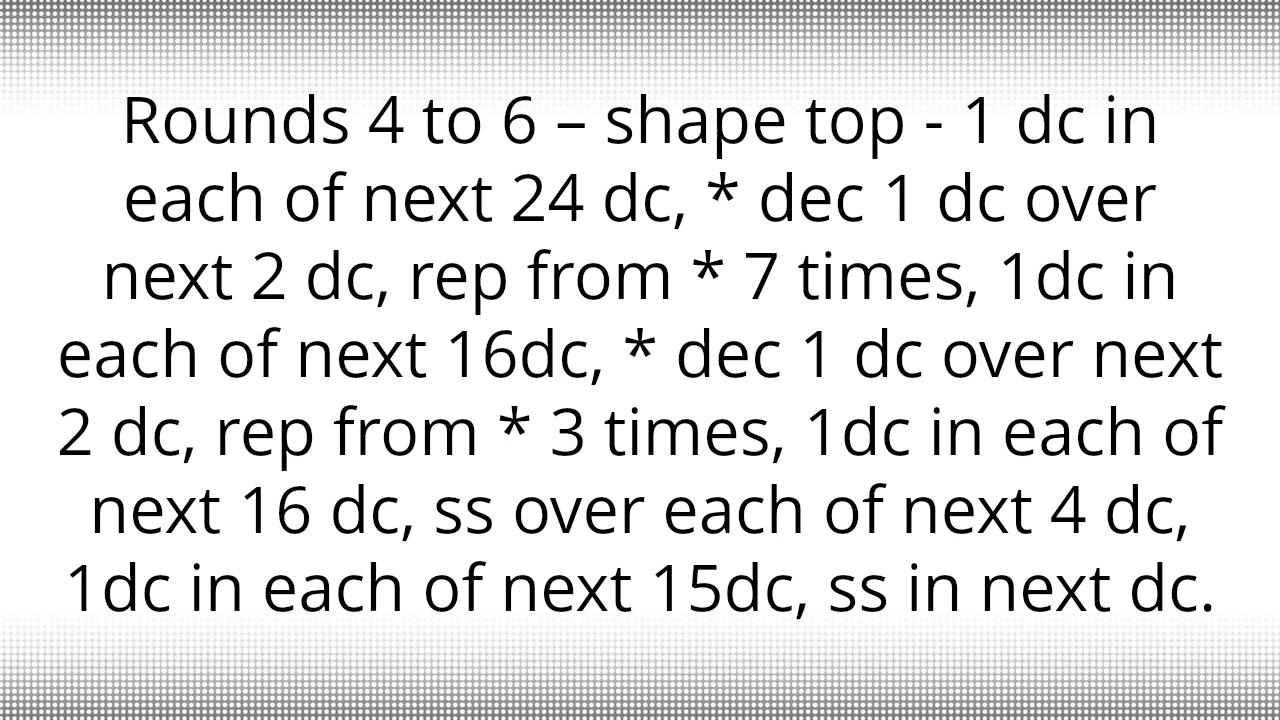 Rounds 4 to 6 – shape top - 1 dc in
each of next 24 dc, * dec 1 dc over
next 2 dc, rep from * 7 times, 1dc in
each of next 16dc, * dec 1 dc over next
2 dc, rep from * 3 times, 1dc in each of
next 16 dc, ss over each of next 4 dc,
1dc in each of next 15dc, ss in next dc.